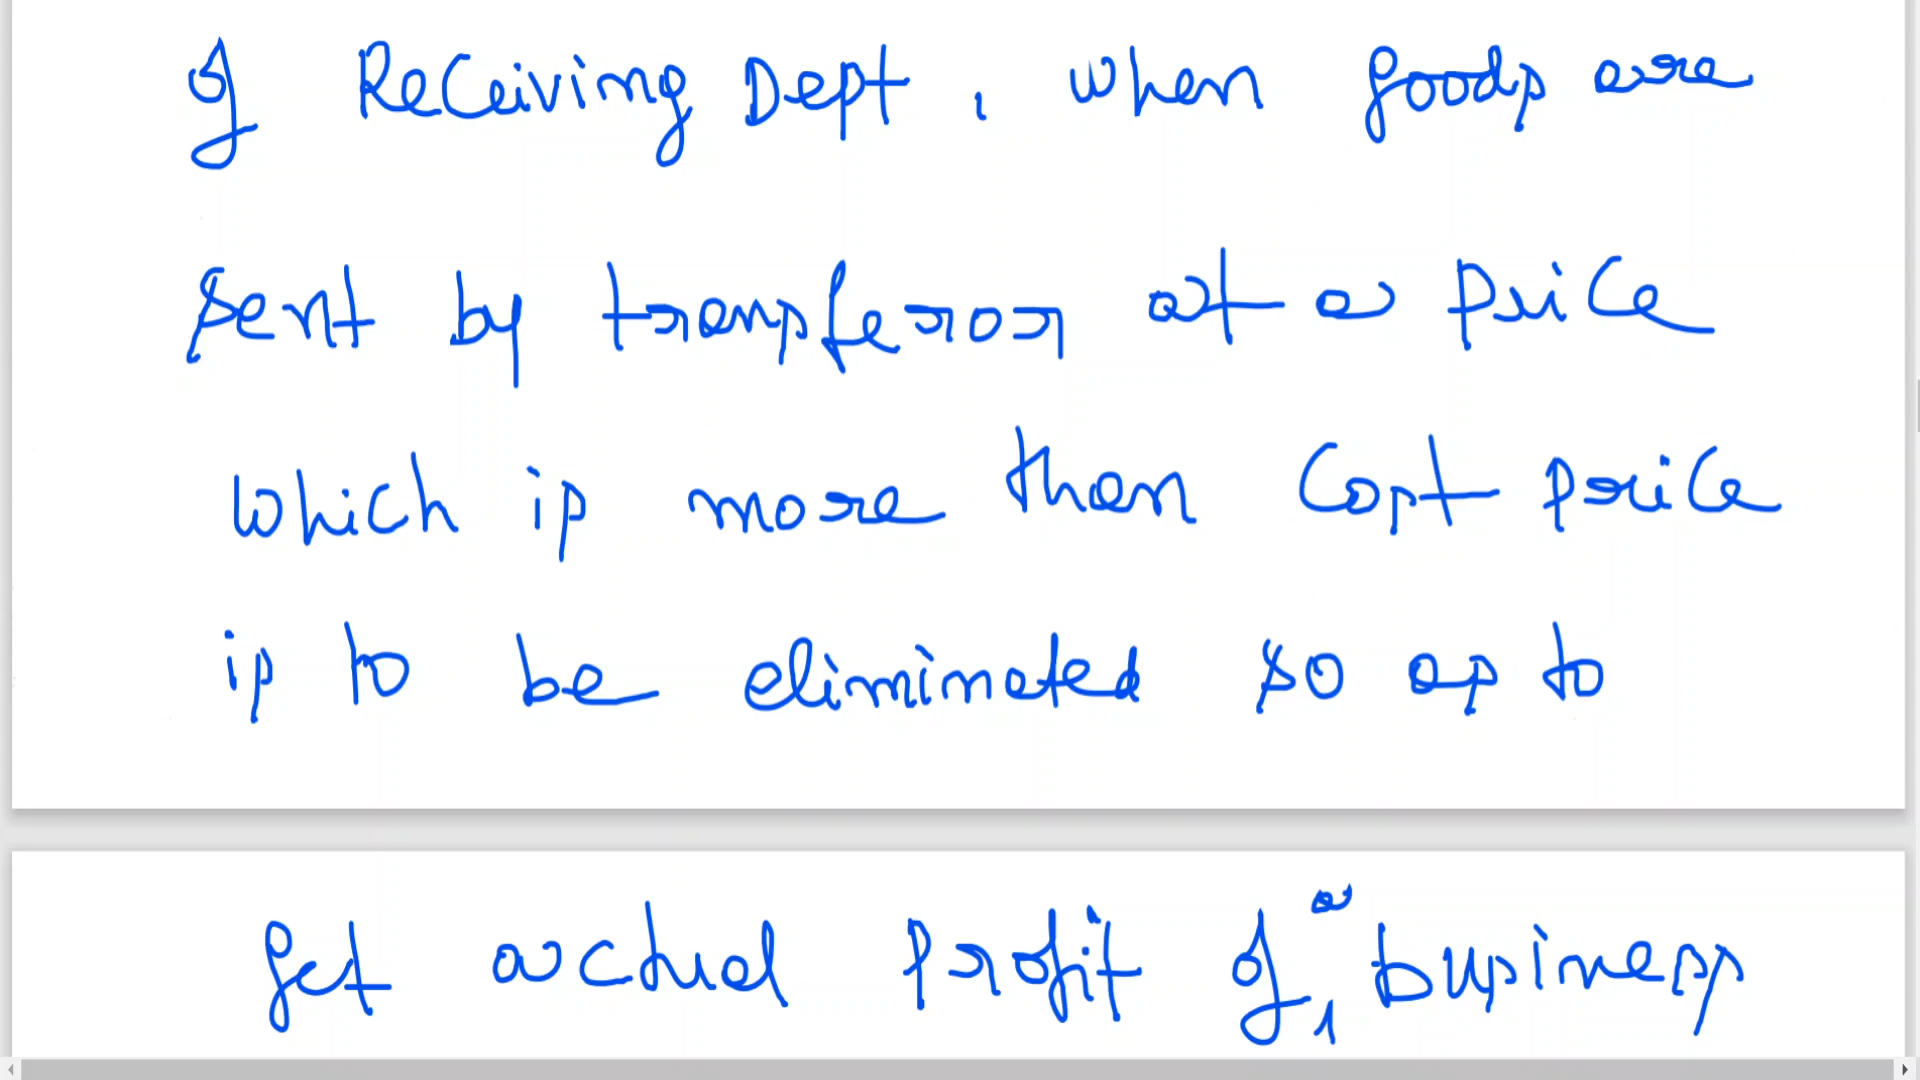 of Receiving Dept, when goods are
sent by transferor at a price
which is more than Cost price
is to be eliminated so as to
get actual Profit of a business